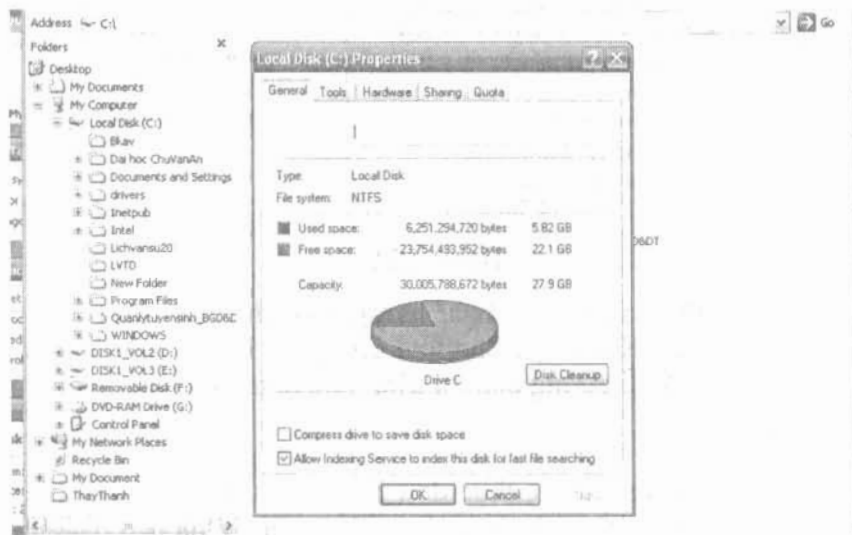 Address C:\
Go
Folders
Desktop
My Documents
My Computer
Local Disk (C:)
Bkav
Dai hoc ChuVanAn
Documents and Settings
drivers
Inetpub
Intel
Lichvansu20
LVTD
New Folder
Program Files
Quanlytuyensinh_BGD&D
WINDOWS
DISK1_VOL2 (D:)
DISK1_VOL3 (E:)
Removable Disk (F:)
DVD-RAM Drive (G:)
Control Panel
My Network Places
Recycle Bin
My Document
ThayThanh
Local Disk (C:) Properties
General Tools Hardware Sharing Quota
Type: Local Disk
File system: NTFS
Used space: 6,251,294,720 bytes 5.82 GB
Free space: 23,754,493,952 bytes 22.1 GB
Capacity: 30,005,788,672 bytes 27.9 GB
Drive C
Disk Cleanup
Compress drive to save disk space
Allow Indexing Service to index this disk for fast file searching
OK Cancel